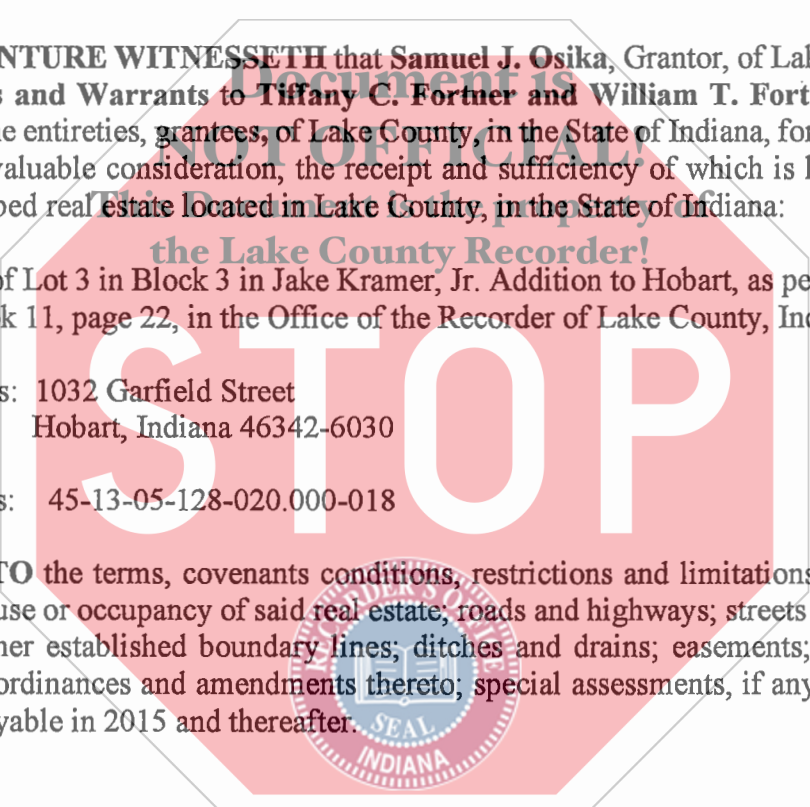 NTURE WITNESSETH that Samuel J. Osika, Grantor, of Lal
s and Warrants to Tiffany C. Fortner and William T. Fort
e entireties, grantees, of Lake County, in the State of Indiana, for
valuable consideration, the receipt and sufficiency of which is h
bed real estate located in Lake County, in the State of Indiana:
Document is
NOT OFFICIAL!
This Document is the property of
the Lake County Recorder!
of Lot 3 in Block 3 in Jake Kramer, Jr. Addition to Hobart, as pe
k 11, page 22, in the Office of the Recorder of Lake County, Ind
STOP
s: 1032 Garfield Street
Hobart, Indiana 46342-6030
s: 45-13-05-128-020.000-018
TO the terms, covenants conditions, restrictions and limitations
use or occupancy of said real estate; roads and highways; streets
her established boundary lines; ditches and drains; easements;
ordinances and amendments thereto; special assessments, if any
yable in 2015 and thereafter.
RECORDER'S OFFICE
SEAL
INDIANA